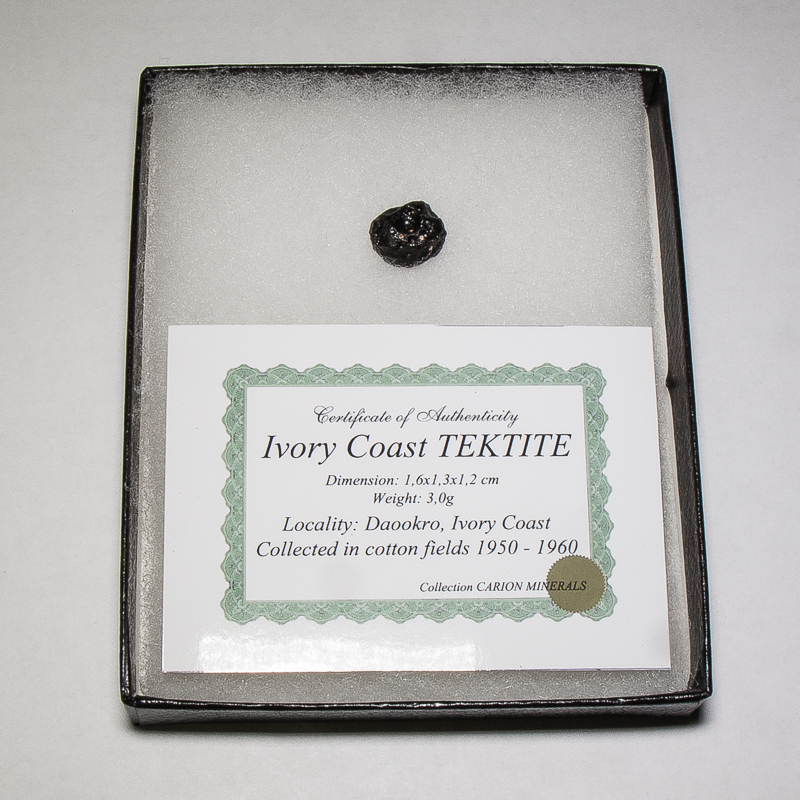 Certificate of Authenticity
Ivory Coast TEKTITE
Dimension: 1,6x1,3x1,2 cm
Weight: 3,0g
Locality: Daookro, Ivory Coast
Collected in cotton fields 1950 - 1960
Collection CARION MINERALS